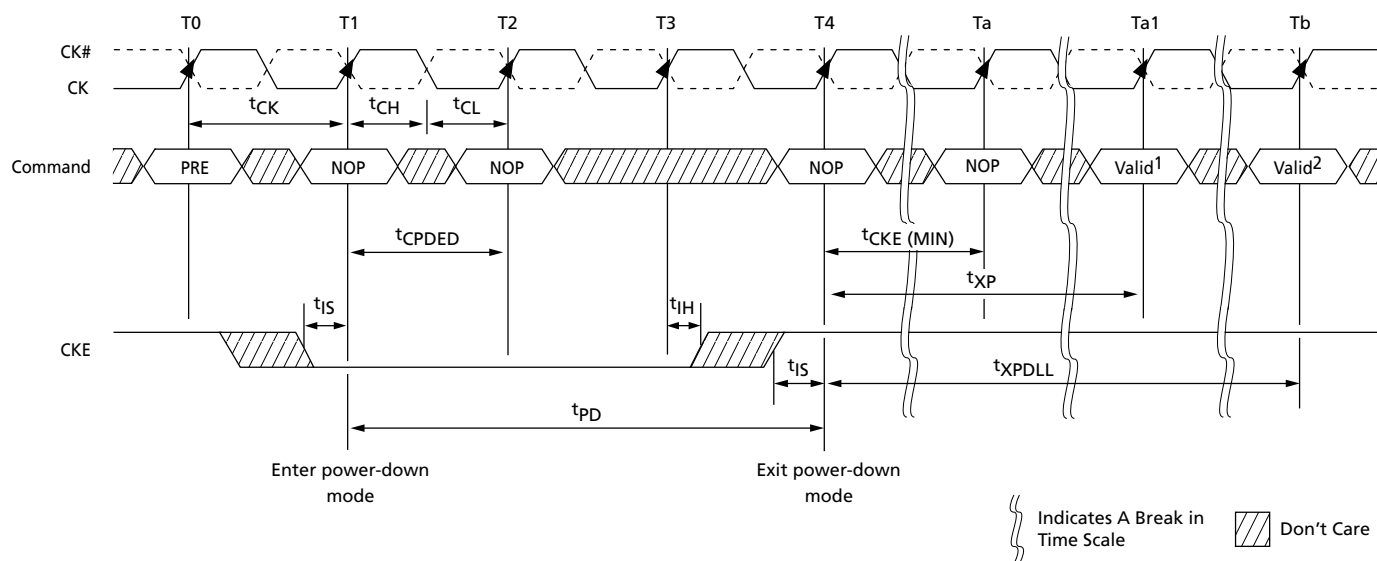 T0 T1 T2 T3 T4 Ta Ta1 Tb
CK#
CK
tCK tCH tCL
Command PRE NOP NOP NOP NOP Valid1 Valid2
tCPDED tCKE (MIN)
tXP
tIS tIH
CKE
tIS tXPDLL
tPD
Enter power-down
mode
Exit power-down
mode
Indicates A Break in
Time Scale
Don't Care